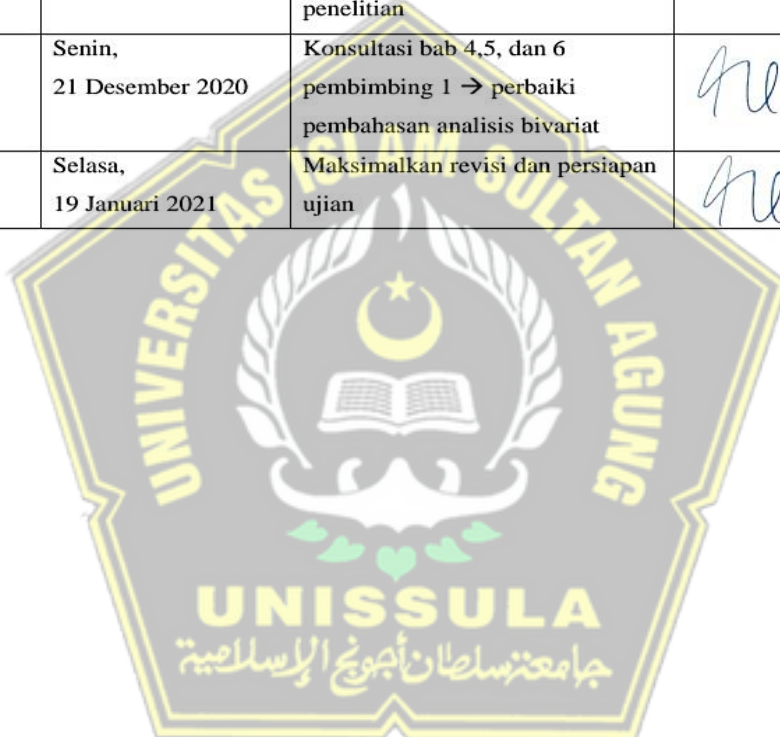 penelitian
Senin,
21 Desember 2020
Konsultasi bab 4,5, dan 6
pembimbing 1 → perbaiki
pembahasan analisis bivariat
Selasa,
19 Januari 2021
Maksimalkan revisi dan persiapan
ujian
UNIVERSITAS ISLAM SULTAN AGUNG
UNISSULA
جامعة سلطان أجونج الإسلامية